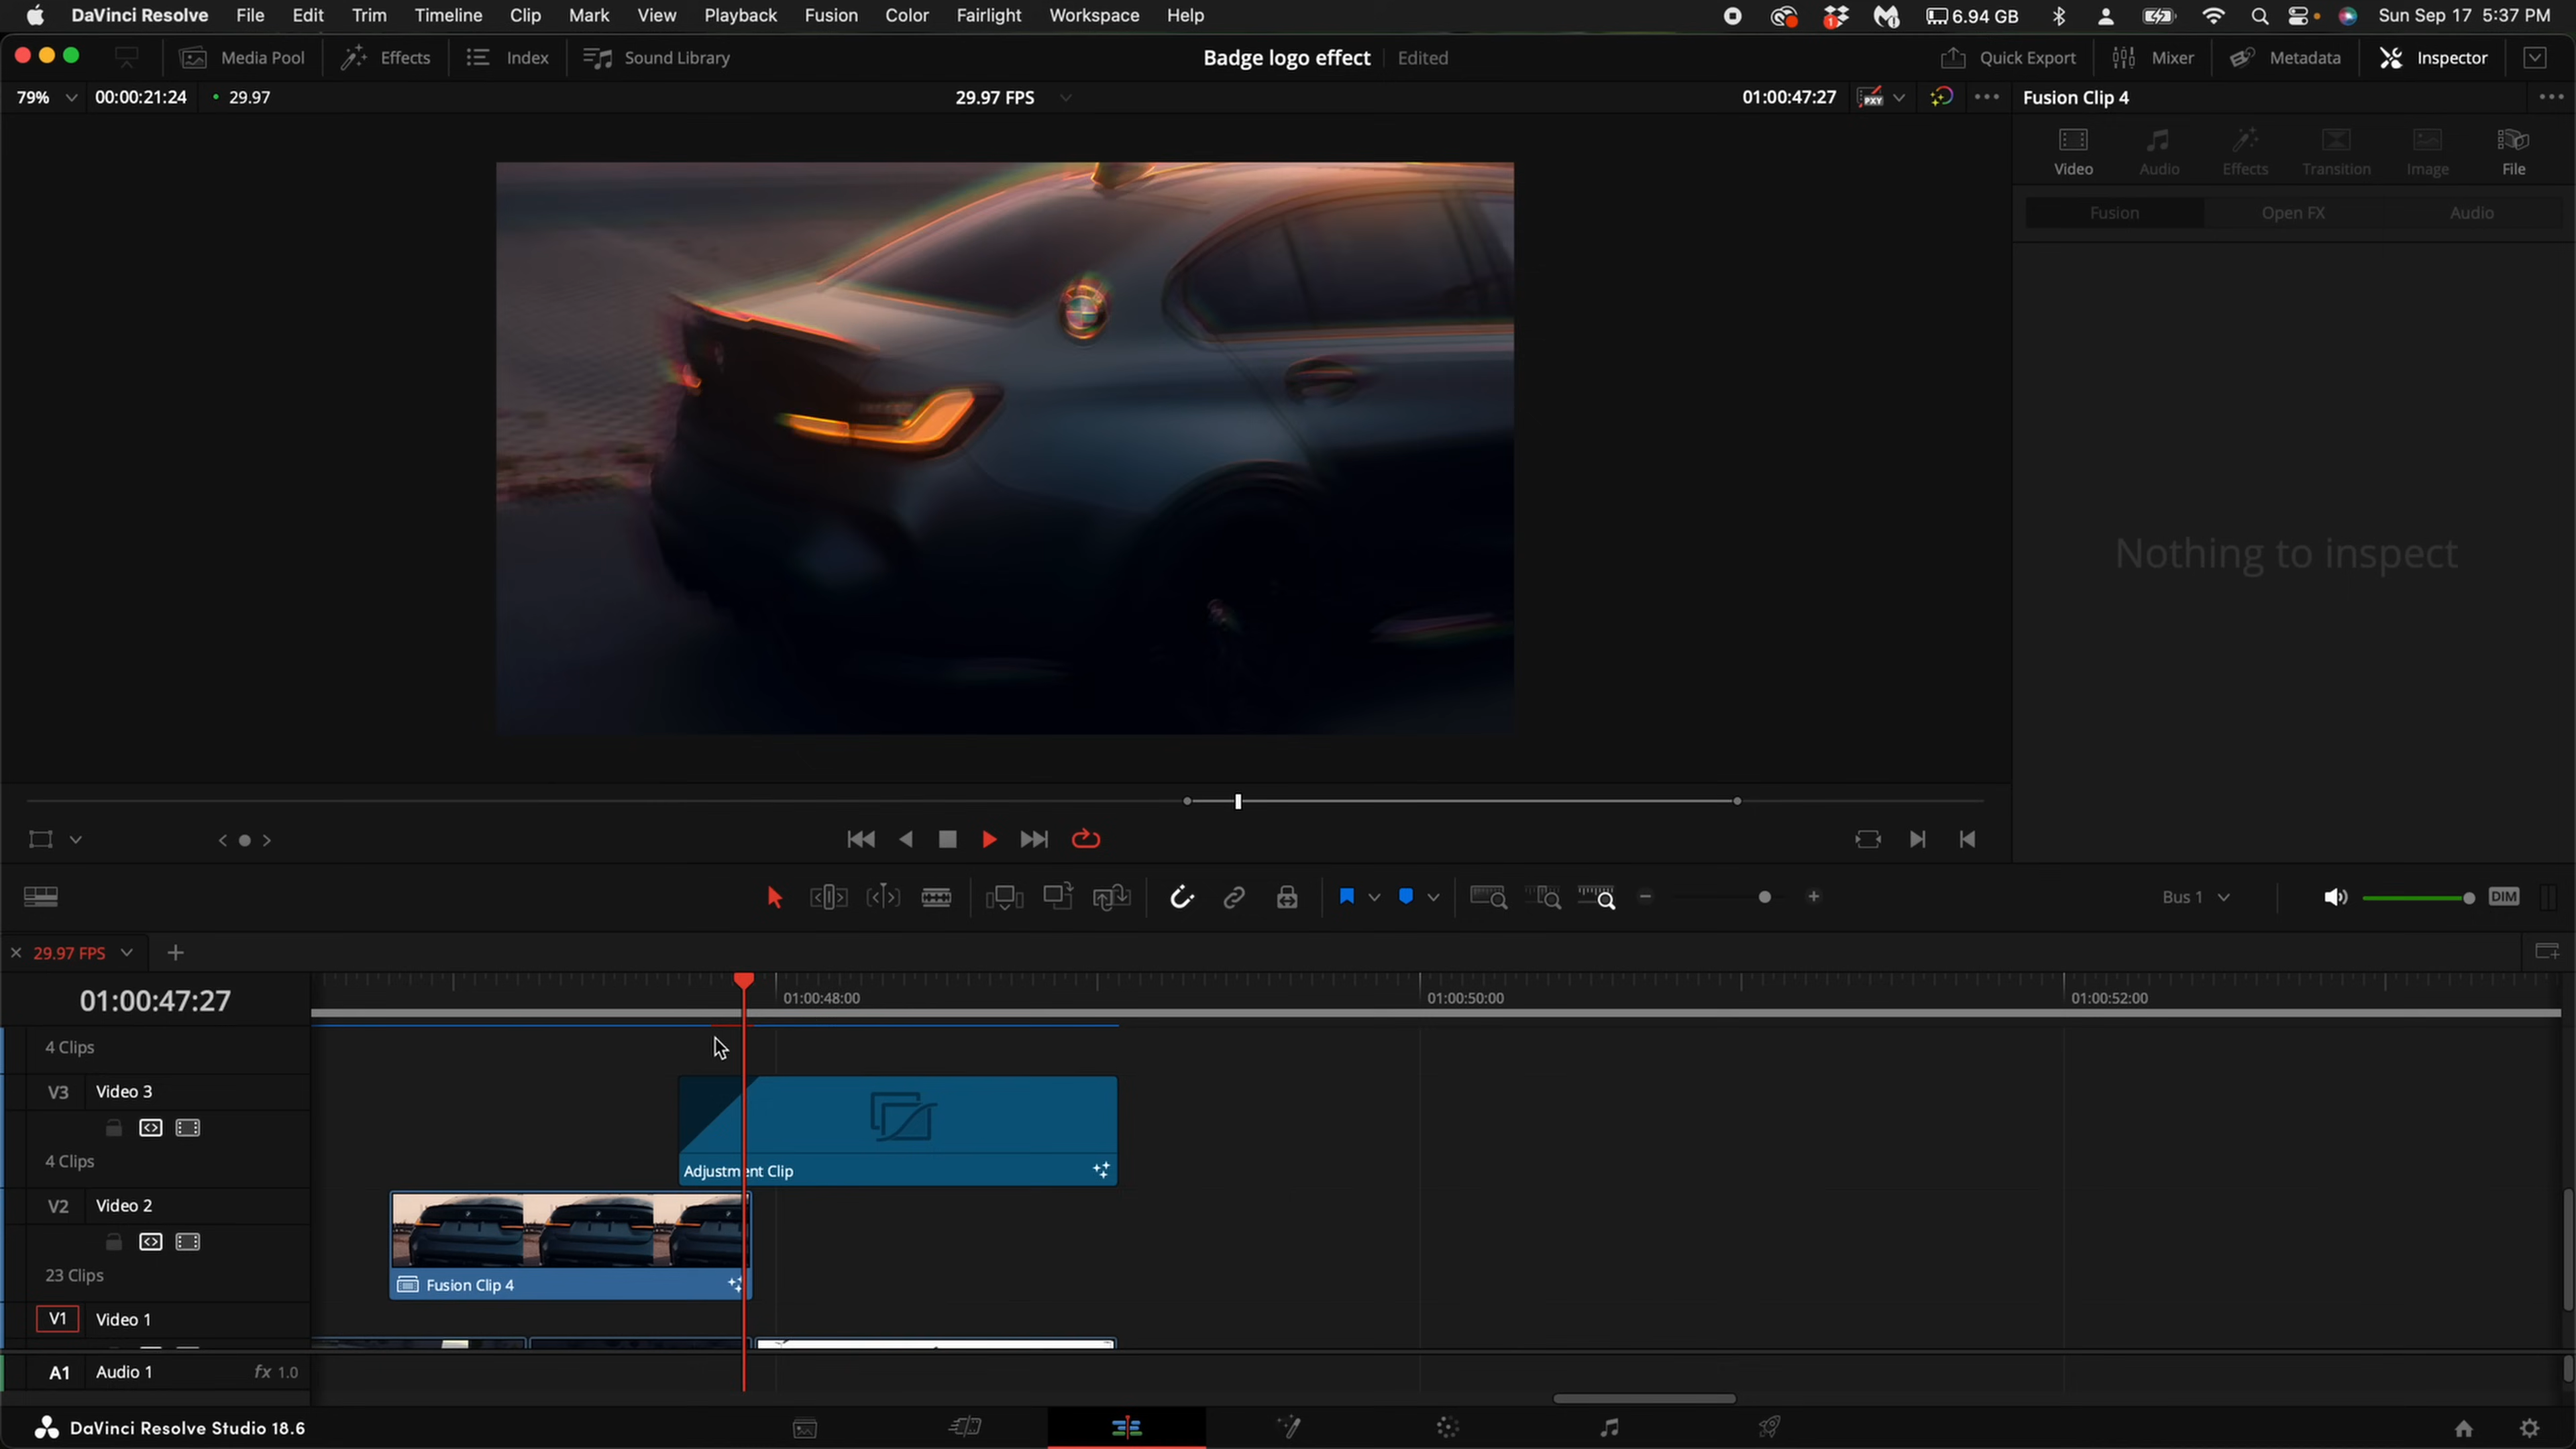 DaVinci Resolve File Edit Trim Timeline Clip Mark View Playback Fusion Color Fairlight Workspace Help 1 6.94 GB Sun Sep 17 5:37 PM
Media Pool Effects Index Sound Library Badge logo effect Edited Quick Export Mixer Metadata Inspector
79% 00:00:21:24 29.97 29.97 FPS 01:00:47:27 PXY Fusion Clip 4
Video Audio Effects Transition Image File
Fusion Open FX Audio
Nothing to inspect
Bus 1 DIM
29.97 FPS
01:00:47:27 01:00:48:00 01:00:50:00 01:00:52:00
4 Clips
V3 Video 3
4 Clips
Adjustment Clip
V2 Video 2
23 Clips
Fusion Clip 4
V1 Video 1
A1 Audio 1 fx 1.0
DaVinci Resolve Studio 18.6